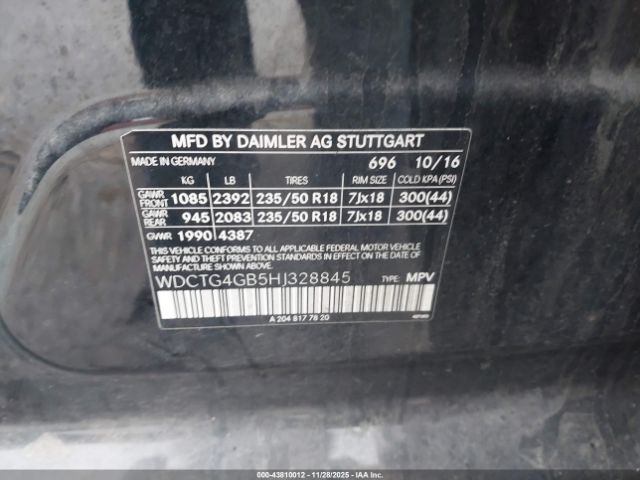 MFD BY DAIMLER AG STUTTGART
MADE IN GERMANY 696 10/16
KG LB TIRES RIM SIZE COLD KPA (PSI)
GAWR FRONT 1085 2392 235/50 R18 7Jx18 300(44)
GAWR REAR 945 2083 235/50 R18 7Jx18 300(44)
GVWR 1990 4387
THIS VEHICLE CONFORMS TO ALL APPLICABLE FEDERAL MOTOR VEHICLE
SAFETY AND THEFT PREVENTION STANDARDS IN EFFECT ON THE DATE
OF MANUFACTURE SHOWN ABOVE.
WDCTG4GB5HJ328845 TYPE: MPV
A 204 817 78 20
000-43810012 - 11/28/2025 - iaai.com